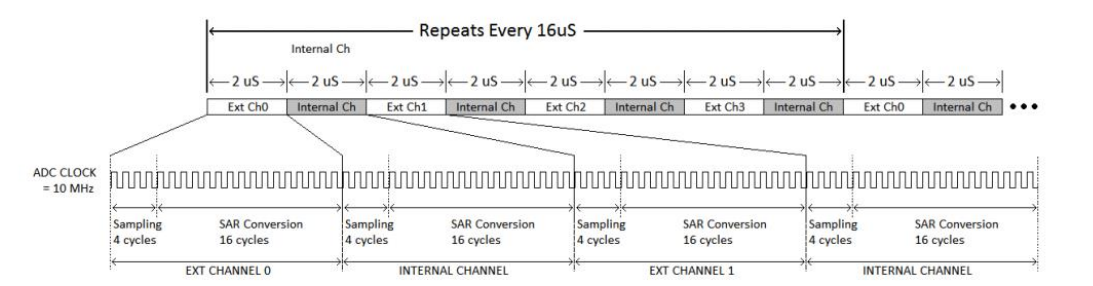 Repeats Every 16uS
Internal Ch
2 uS 2 uS 2 uS 2 uS 2 uS 2 uS 2 uS 2 uS 2 uS 2 uS
Ext Ch0 Internal Ch Ext Ch1 Internal Ch Ext Ch2 Internal Ch Ext Ch3 Internal Ch Ext Ch0 Internal Ch •••
ADC CLOCK
= 10 MHz
Sampling SAR Conversion Sampling SAR Conversion Sampling SAR Conversion Sampling SAR Conversion
4 cycles 16 cycles 4 cycles 16 cycles 4 cycles 16 cycles 4 cycles 16 cycles
EXT CHANNEL 0 INTERNAL CHANNEL EXT CHANNEL 1 INTERNAL CHANNEL